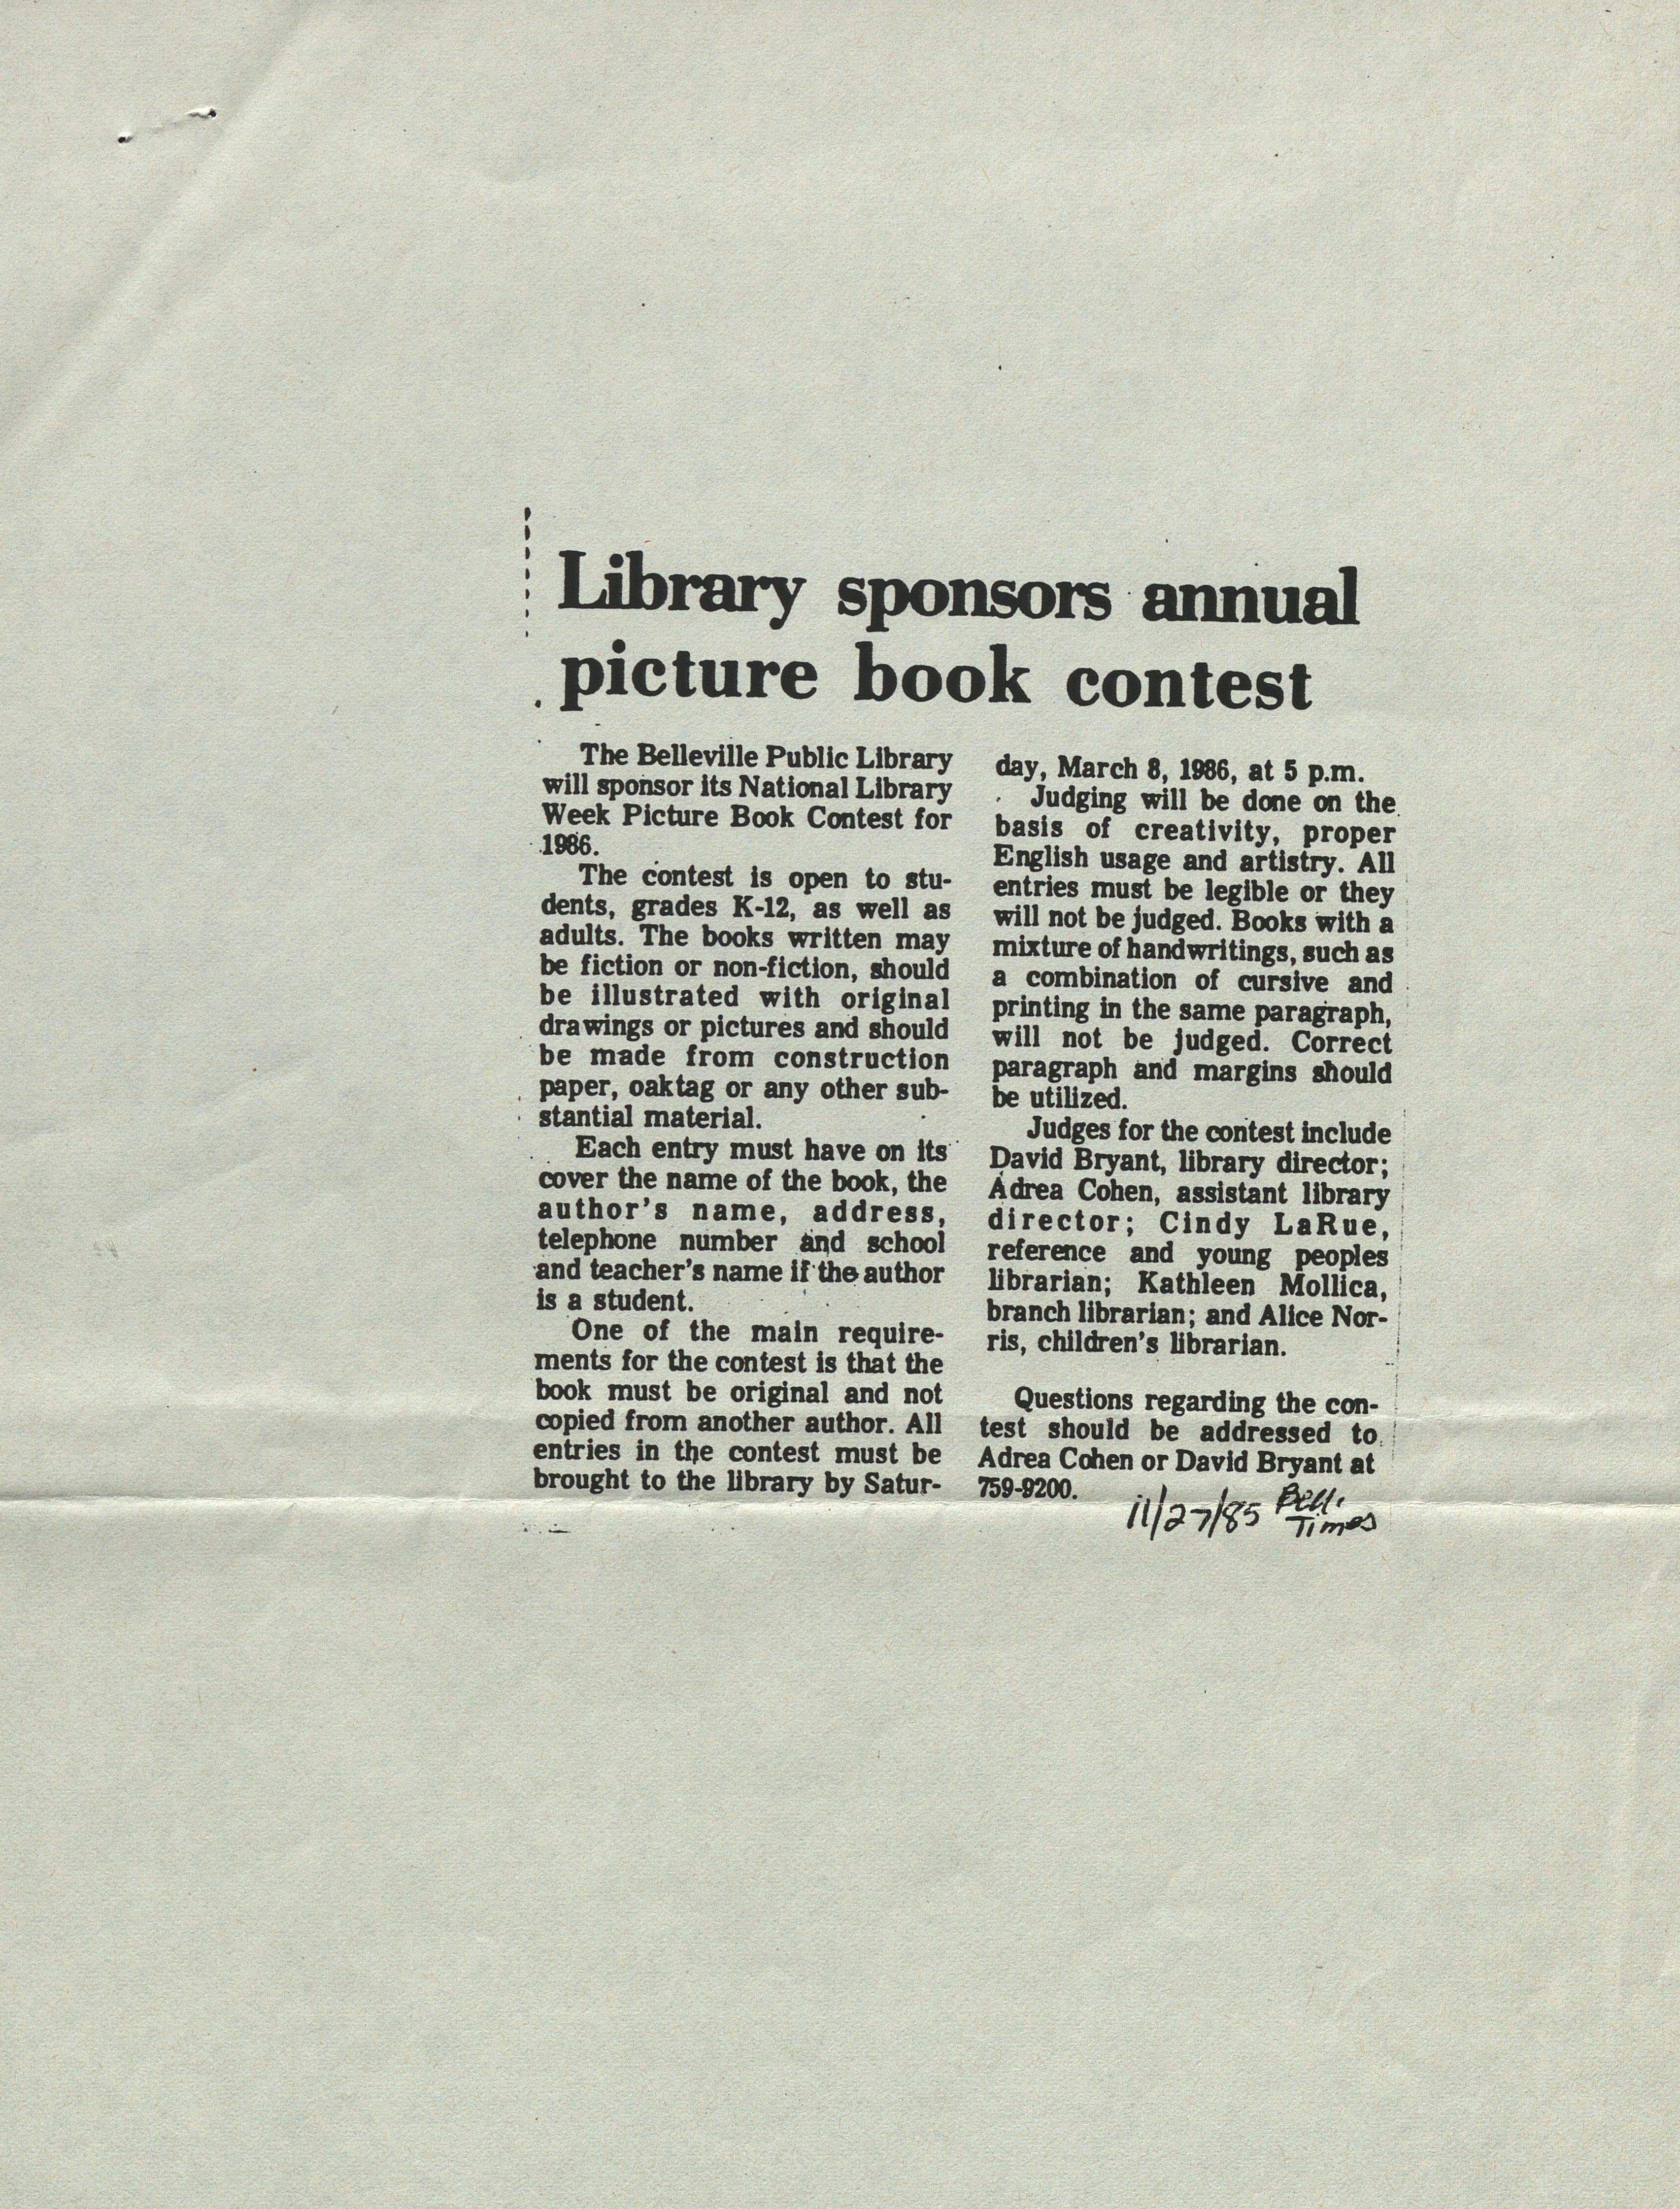 Library sponsors annual
picture book contest
The Belleville Public Library
will sponsor its National Library
Week Picture Book Contest for
1986.
The contest is open to stu-
dents, grades K-12, as well as
adults. The books written may
be fiction or non-fiction, should
be illustrated with original
drawings or pictures and should
be made from construction
paper, oaktag or any other sub-
stantial material.
Each entry must have on its
cover the name of the book, the
author's name, address,
telephone number and school
and teacher's name if the author
is a student.
One of the main require-
ments for the contest is that the
book must be original and not
copied from another author. All
entries in the contest must be
brought to the library by Satur-
day, March 8, 1986, at 5 p.m.
Judging will be done on the
basis of creativity, proper
English usage and artistry. All
entries must be legible or they
will not be judged. Books with a
mixture of handwritings, such as
a combination of cursive and
printing in the same paragraph,
will not be judged. Correct
paragraph and margins should
be utilized.
Judges for the contest include
David Bryant, library director;
Adrea Cohen, assistant library
director; Cindy LaRue,
reference and young peoples
librarian; Kathleen Mollica,
branch librarian; and Alice Nor-
ris, children's librarian.
Questions regarding the con-
test should be addressed to
Adrea Cohen or David Bryant at
759-9200.
11/27/85 Bell.
Times